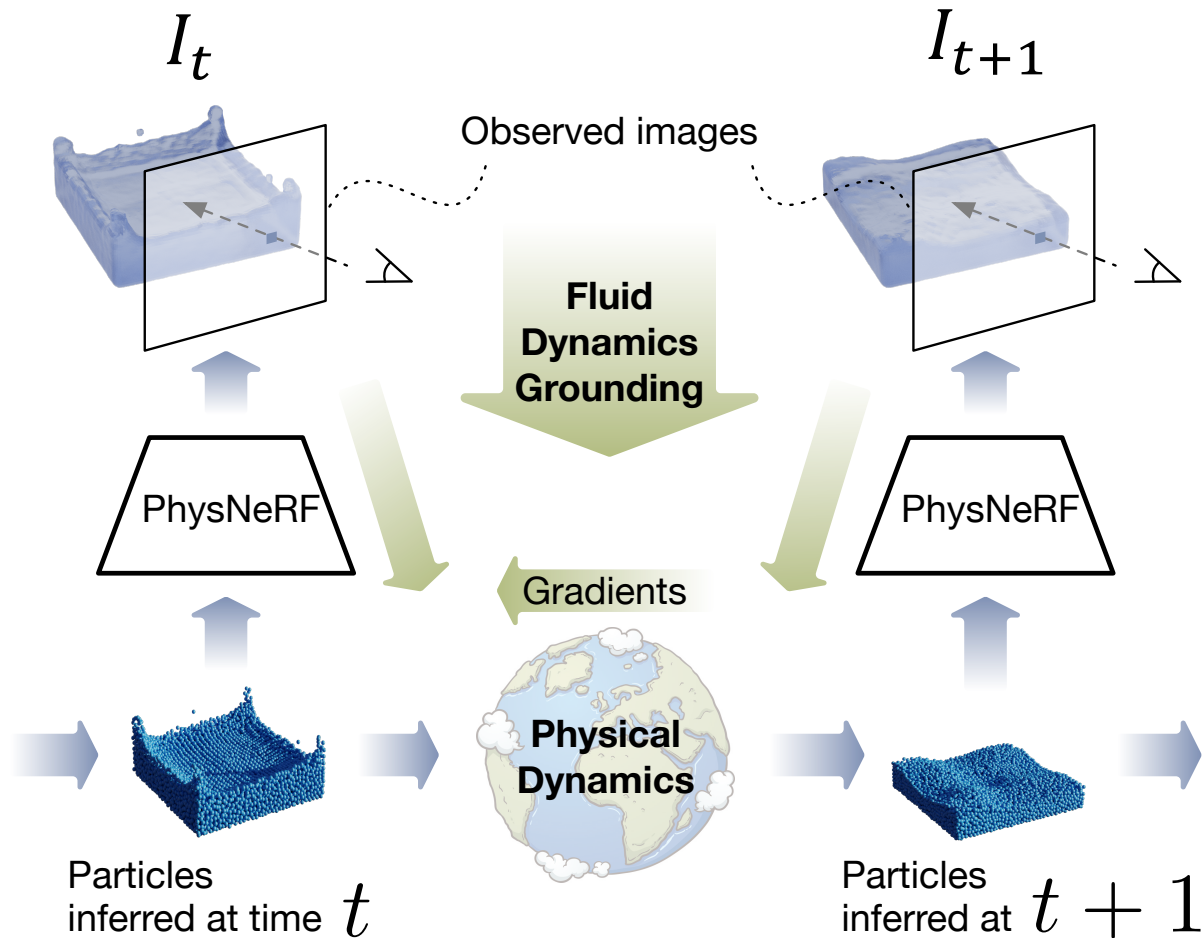 I_t
I_{t+1}
Observed images
Fluid
Dynamics
Grounding
PhysNeRF
PhysNeRF
Gradients
Physical
Dynamics
Particles
inferred at time t
Particles
inferred at t + 1